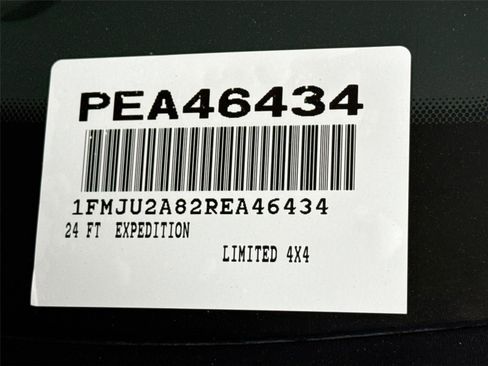 PEA46434
1FMJU2A82REA46434
24 FT EXPEDITION
LIMITED 4X4